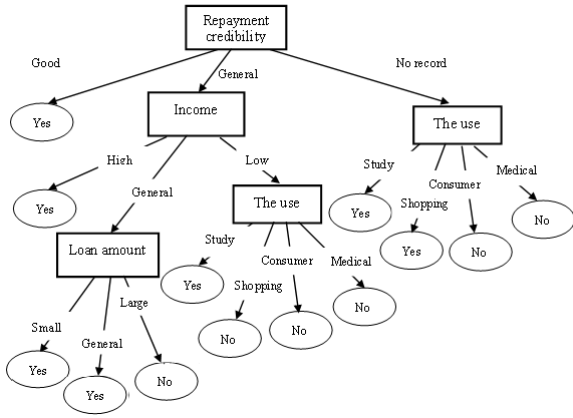 Repayment
credibility
Good
General
No record
Yes
Income
The use
High
Low
Study
Consumer
Medical
General
Shopping
Yes
The use
Yes
Yes
No
No
Loan amount
Study
Consumer
Medical
Yes
Shopping
No
Small
Large
General
No
No
Yes
Yes
No